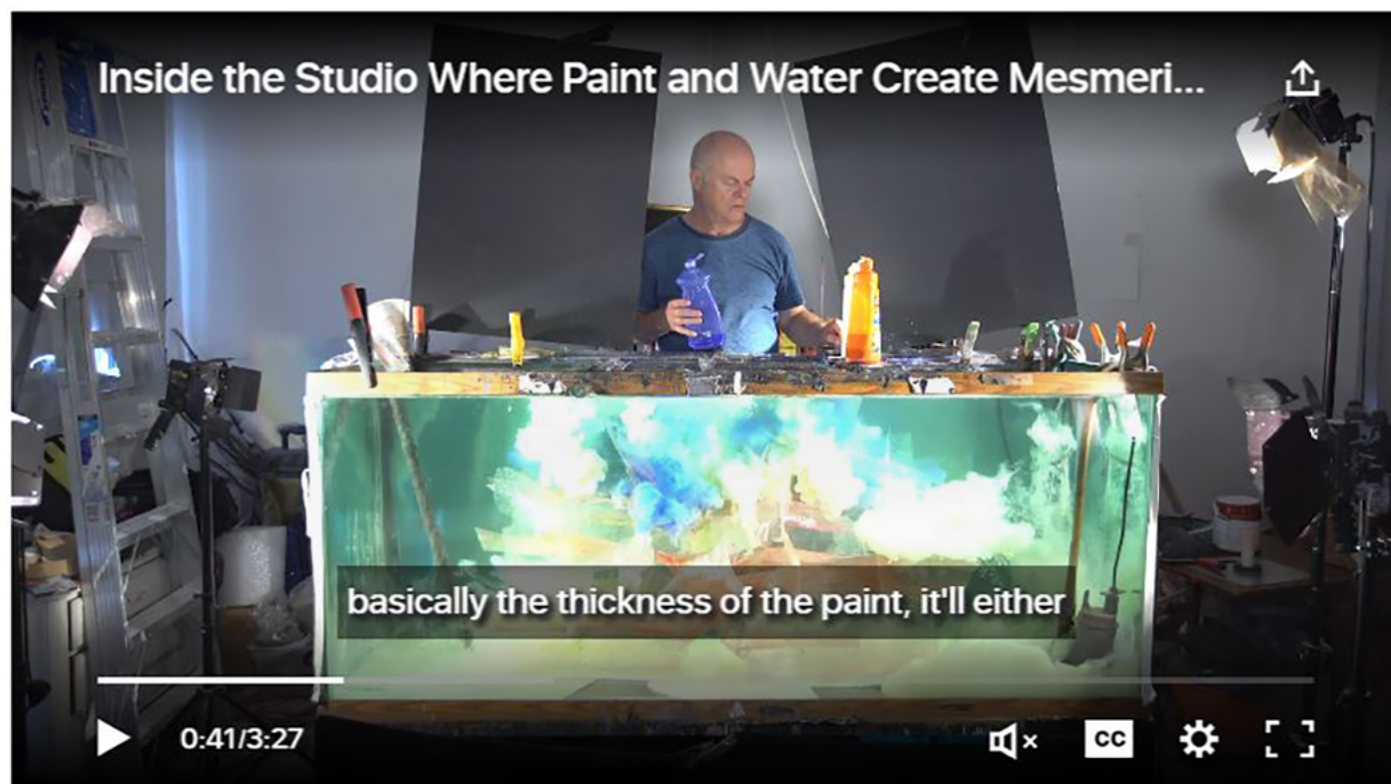 Inside the Studio Where Paint and Water Create Mesmeri...
basically the thickness of the paint, it'll either
0:41/3:27
CC